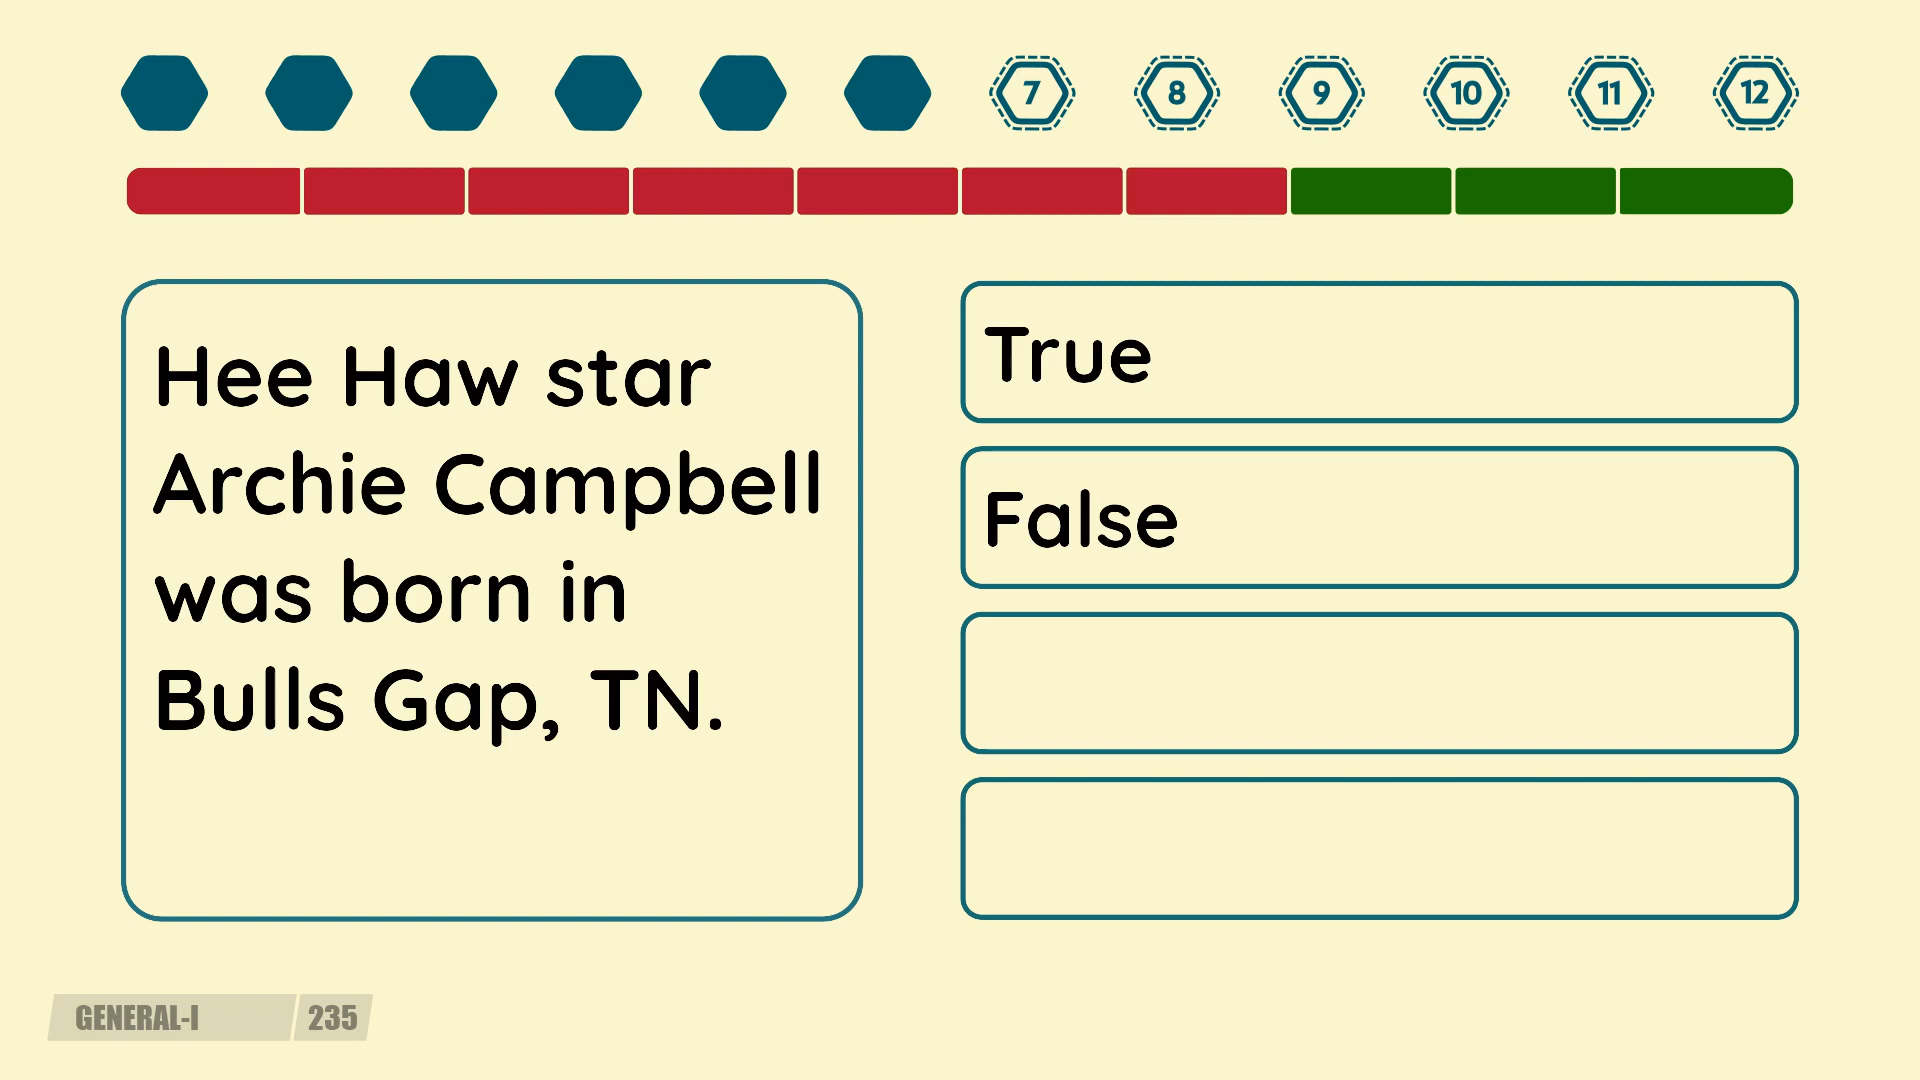 7 8 9 10 11 12
Hee Haw star
Archie Campbell
was born in
Bulls Gap, TN.
True
False
GENERAL-I 235